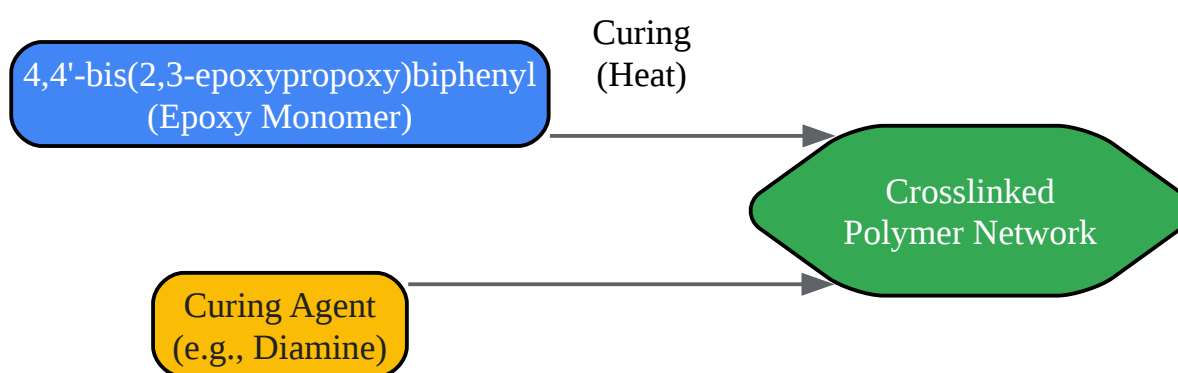 4,4'-bis(2,3-epoxypropoxy)biphenyl
(Epoxy Monomer)
Curing
(Heat)
Crosslinked
Polymer Network
Curing Agent
(e.g., Diamine)